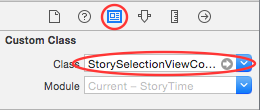 Custom Class
Class StorySelectionViewCo...
Module Current – StoryTime